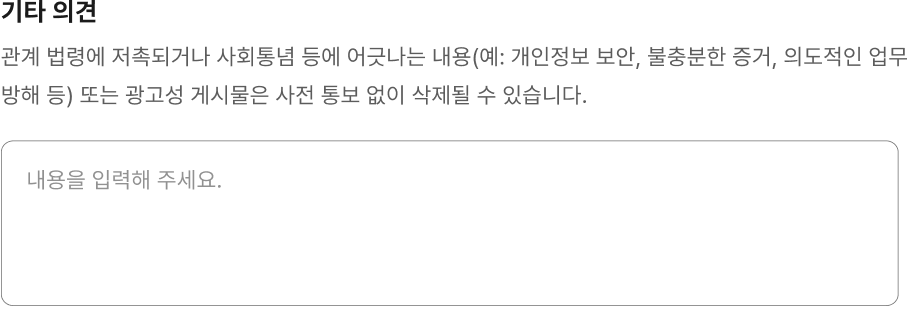 기타 의견
관계 법령에 저촉되거나 사회통념 등에 어긋나는 내용(예: 개인정보 보안, 불충분한 증거, 의도적인 업무
방해 등) 또는 광고성 게시물은 사전 통보 없이 삭제될 수 있습니다.
내용을 입력해 주세요.